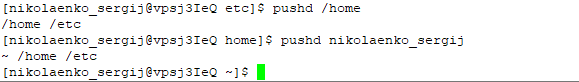 [nikolaenko_sergij@vpsj3IeQ etc]$ pushd /home
/home /etc
[nikolaenko_sergij@vpsj3IeQ home]$ pushd nikolaenko_sergij
~ /home /etc
[nikolaenko_sergij@vpsj3IeQ ~]$